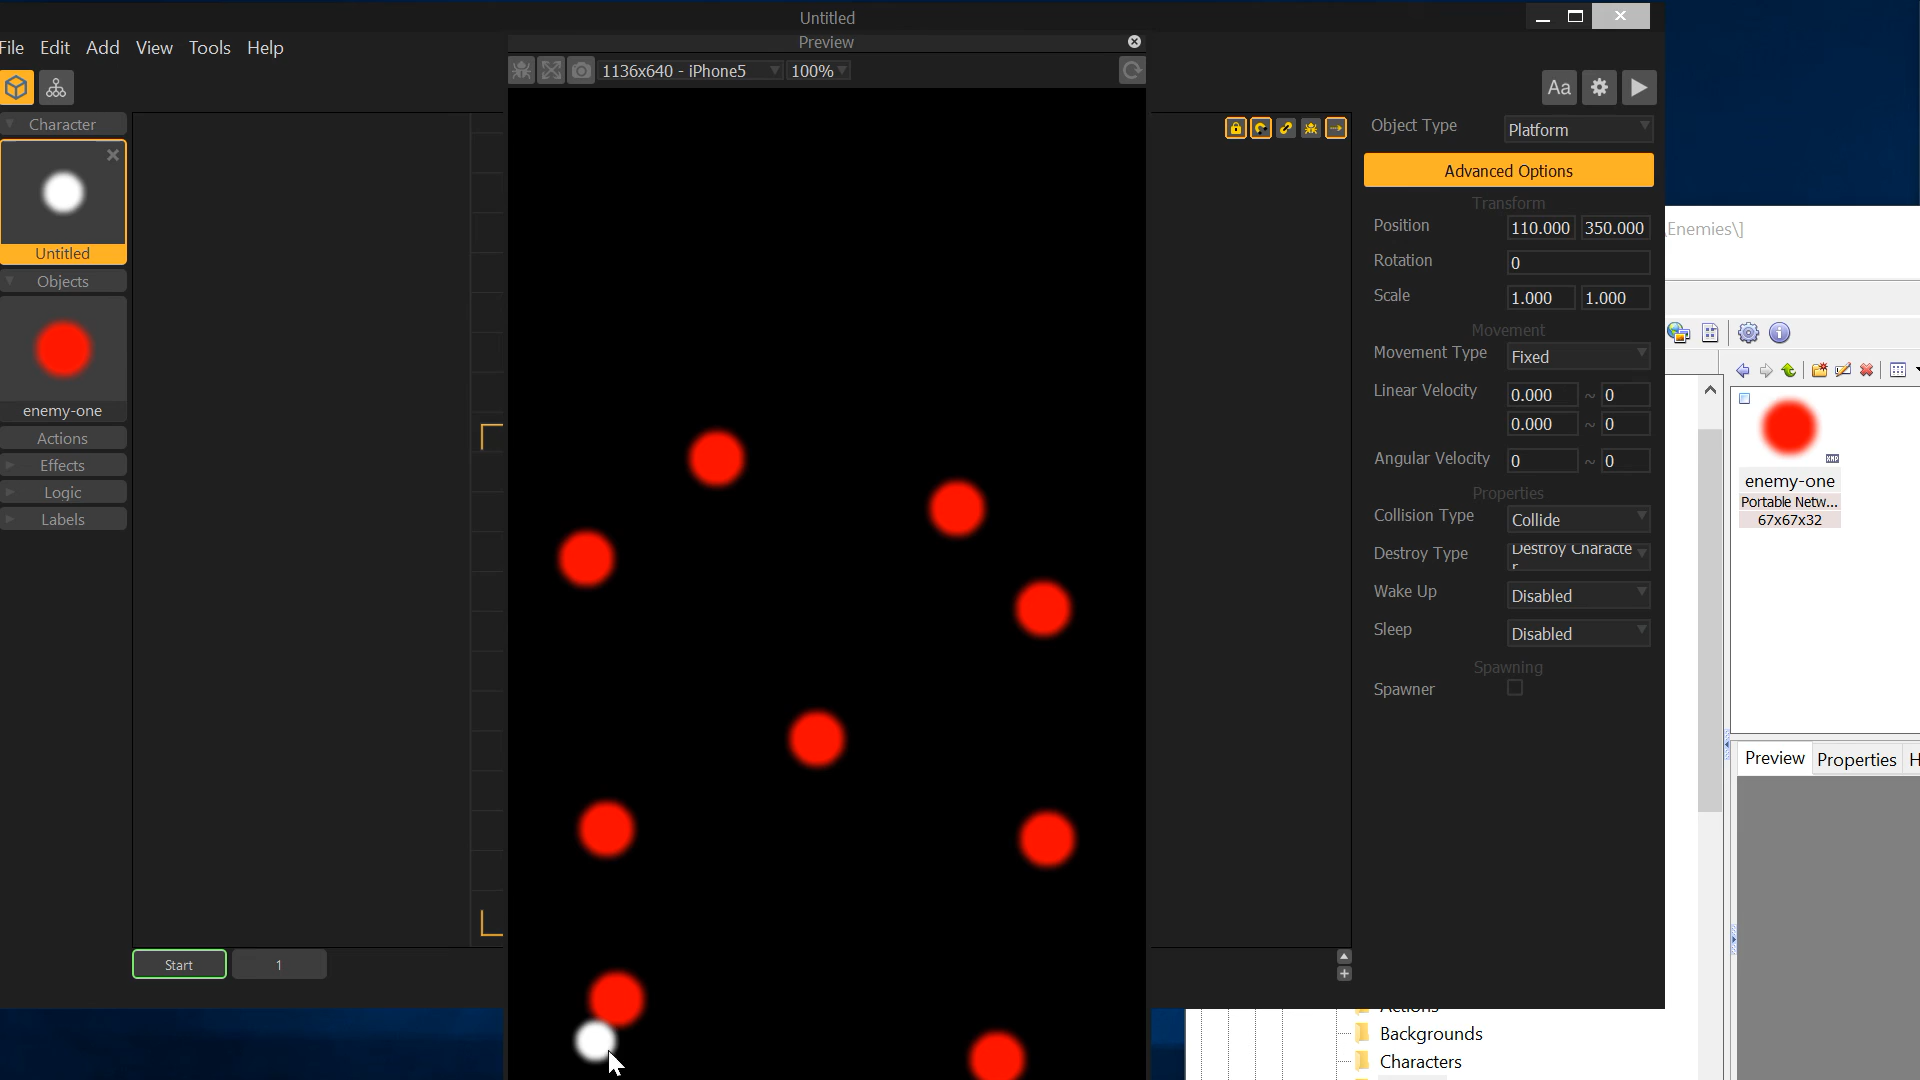 Untitled
Preview
File Edit Add View Tools Help
1136x640 - iPhone5 100%
Aa
Character
Untitled
Objects
enemy-one
Actions
Effects
Logic
Labels
Start 1
Object Type Platform
Advanced Options
Transform
Position 110.000 350.000
Rotation 0
Scale 1.000 1.000
Movement
Movement Type Fixed
Linear Velocity 0.000 ~ 0
0.000 ~ 0
Angular Velocity 0 ~ 0
Properties
Collision Type Collide
Destroy Type Destroy Characte
r
Wake Up Disabled
Sleep Disabled
Spawning
Spawner
Enemies\]
XMP
enemy-one
Portable Netw...
67x67x32
Preview Properties H
Actions
Backgrounds
Characters